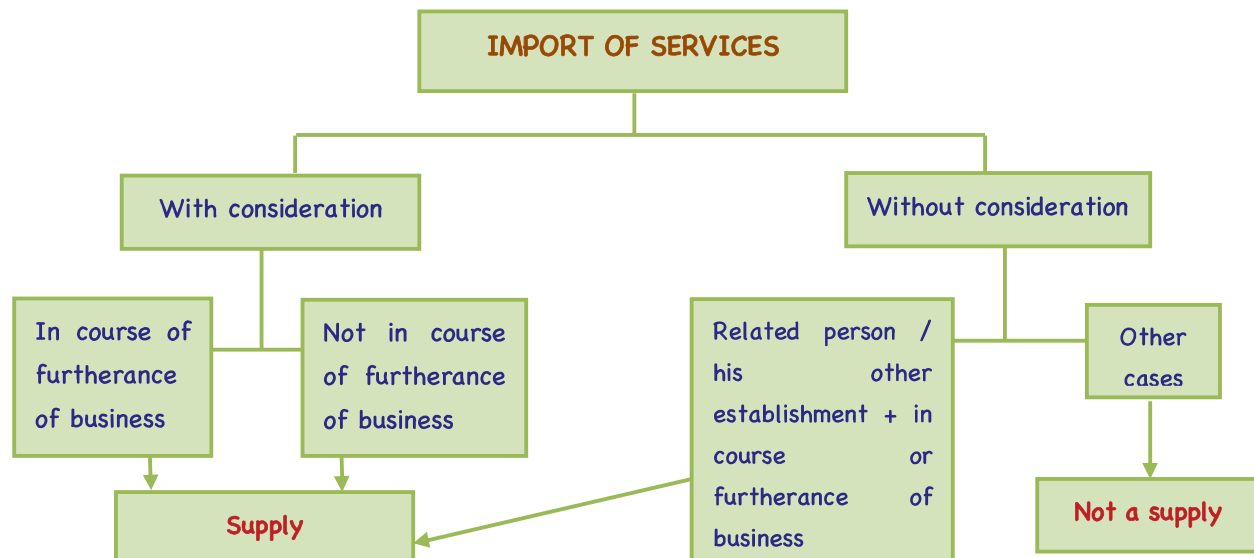 IMPORT OF SERVICES
With consideration
Without consideration
In course of
furtherance
of business
Not in course
of furtherance
of business
Related person /
his other
establishment + in
course or
furtherance of
business
Other
cases
Supply
Not a supply